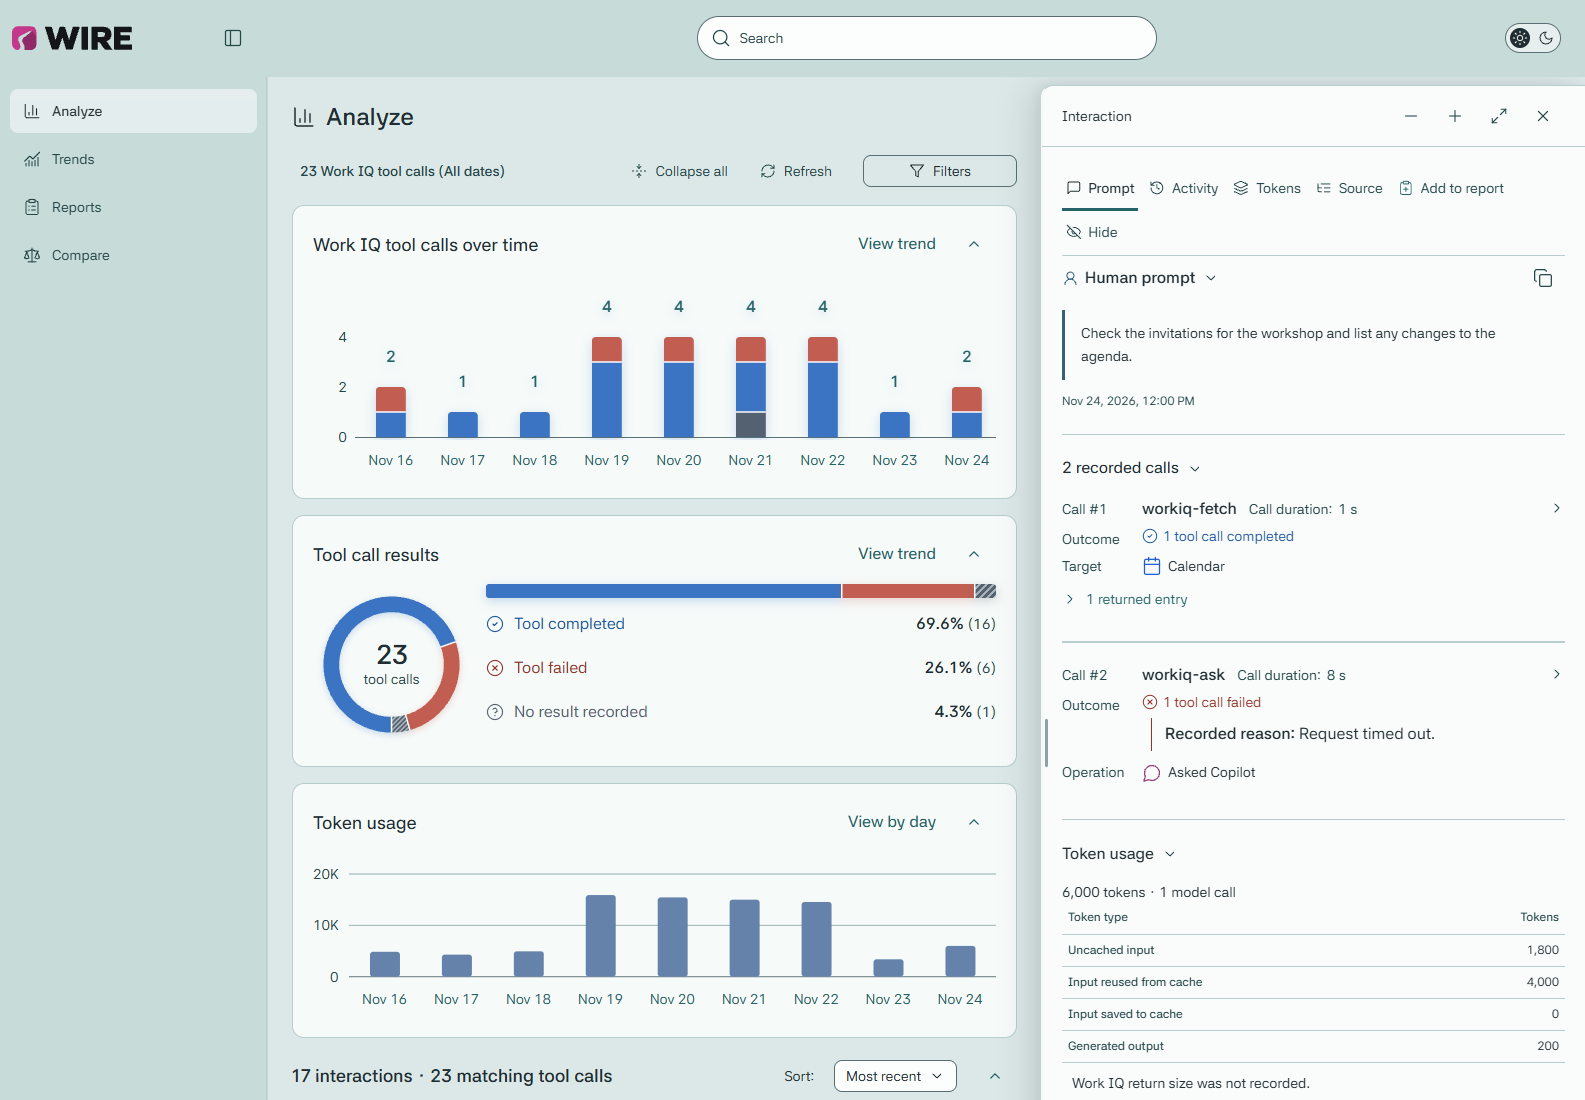 WIRE
Search
Analyze
Trends
Reports
Compare
Analyze
23 Work IQ tool calls (All dates)
Collapse all
Refresh
Filters
Work IQ tool calls over time
View trend
4
2
0
2
1
1
4
4
4
4
1
2
Nov 16
Nov 17
Nov 18
Nov 19
Nov 20
Nov 21
Nov 22
Nov 23
Nov 24
Tool call results
View trend
23
tool calls
Tool completed
69.6% (16)
Tool failed
26.1% (6)
No result recorded
4.3% (1)
Token usage
View by day
20K
10K
0
Nov 16
Nov 17
Nov 18
Nov 19
Nov 20
Nov 21
Nov 22
Nov 23
Nov 24
17 interactions · 23 matching tool calls
Sort:
Most recent
Interaction
Prompt
Activity
Tokens
Source
Add to report
Hide
Human prompt
Check the invitations for the workshop and list any changes to the
agenda.
Nov 24, 2026, 12:00 PM
2 recorded calls
Call #1
workiq-fetch
Call duration: 1 s
Outcome
1 tool call completed
Target
Calendar
1 returned entry
Call #2
workiq-ask
Call duration: 8 s
Outcome
1 tool call failed
Recorded reason: Request timed out.
Operation
Asked Copilot
Token usage
6,000 tokens · 1 model call
Token type
Tokens
Uncached input
1,800
Input reused from cache
4,000
Input saved to cache
0
Generated output
200
Work IQ return size was not recorded.